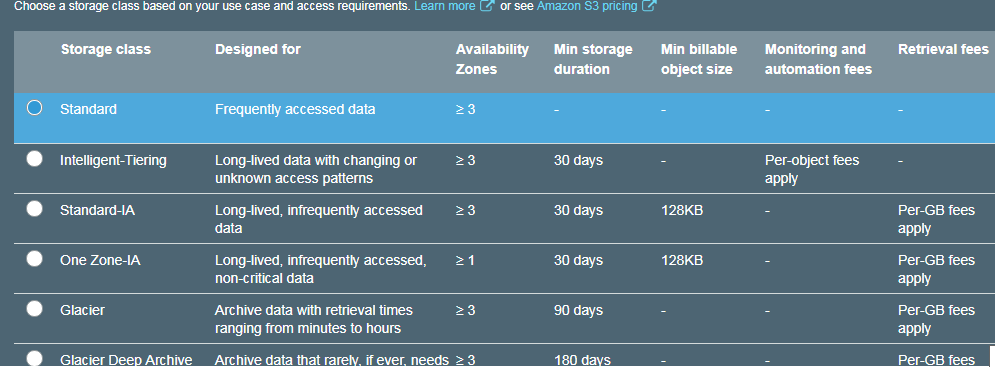 Choose a storage class based on your use case and access requirements. Learn more or see Amazon S3 pricing
Storage class Designed for Availability Zones Min storage duration Min billable object size Monitoring and automation fees Retrieval fees
Standard Frequently accessed data ≥ 3 - - - -
Intelligent-Tiering Long-lived data with changing or unknown access patterns ≥ 3 30 days - Per-object fees apply -
Standard-IA Long-lived, infrequently accessed data ≥ 3 30 days 128KB - Per-GB fees apply
One Zone-IA Long-lived, infrequently accessed, non-critical data ≥ 1 30 days 128KB - Per-GB fees apply
Glacier Archive data with retrieval times ranging from minutes to hours ≥ 3 90 days - - Per-GB fees apply
Glacier Deep Archive Archive data that rarely, if ever, needs ≥ 3 180 days - - Per-GB fees